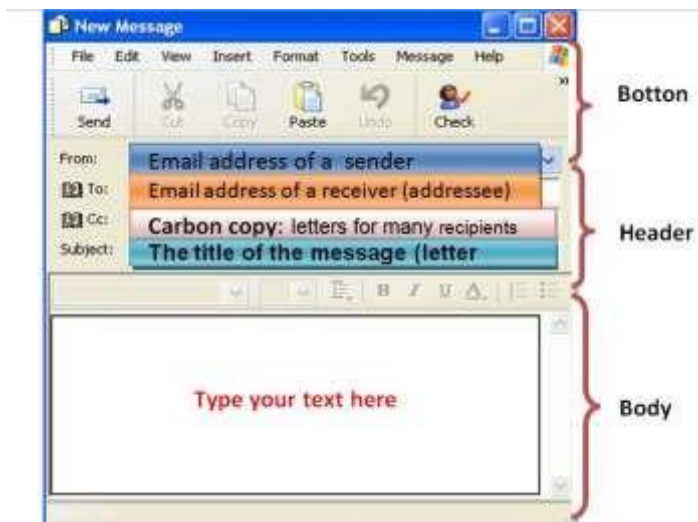 New Message
File Edit View Insert Format Tools Message Help
Botton
Send Cut Copy Paste Undo Check
From: Email address of a sender
To: Email address of a receiver (addressee)
Cc: Carbon copy: letters for many recipients
Header
Subject: The title of the message (letter
B I U A
Type your text here
Body